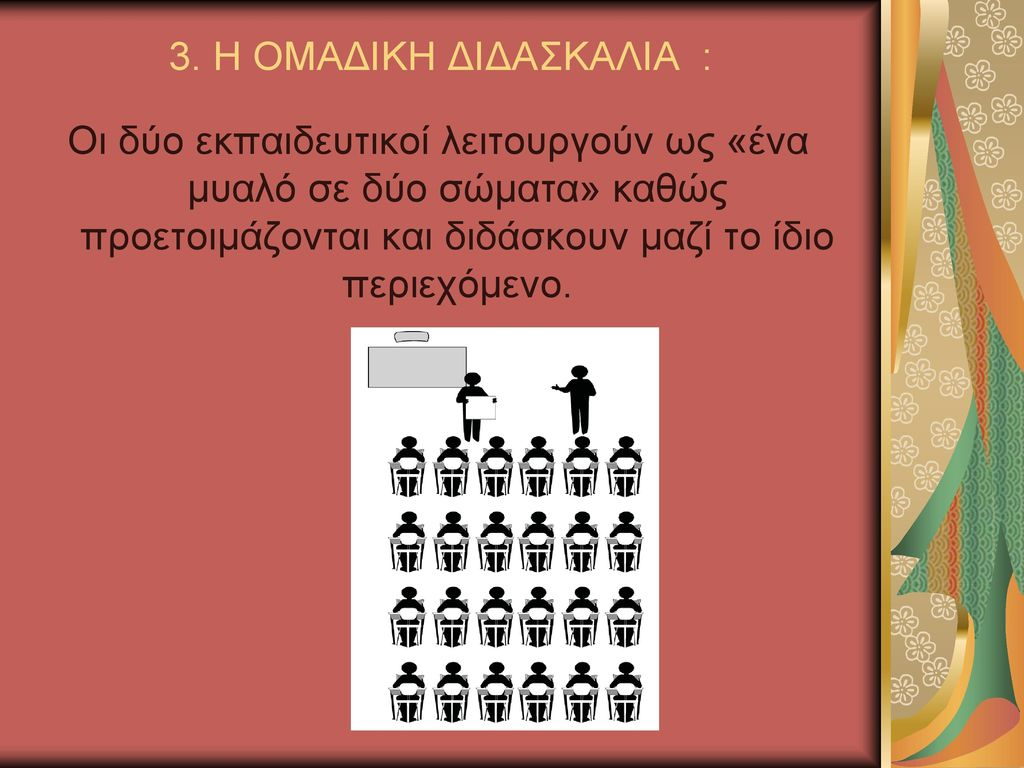 3. Η ΟΜΑΔΙΚΗ ΔΙΔΑΣΚΑΛΙΑ :
Οι δύο εκπαιδευτικοί λειτουργούν ως «ένα
μυαλό σε δύο σώματα» καθώς
προετοιμάζονται και διδάσκουν μαζί το ίδιο
περιεχόμενο.